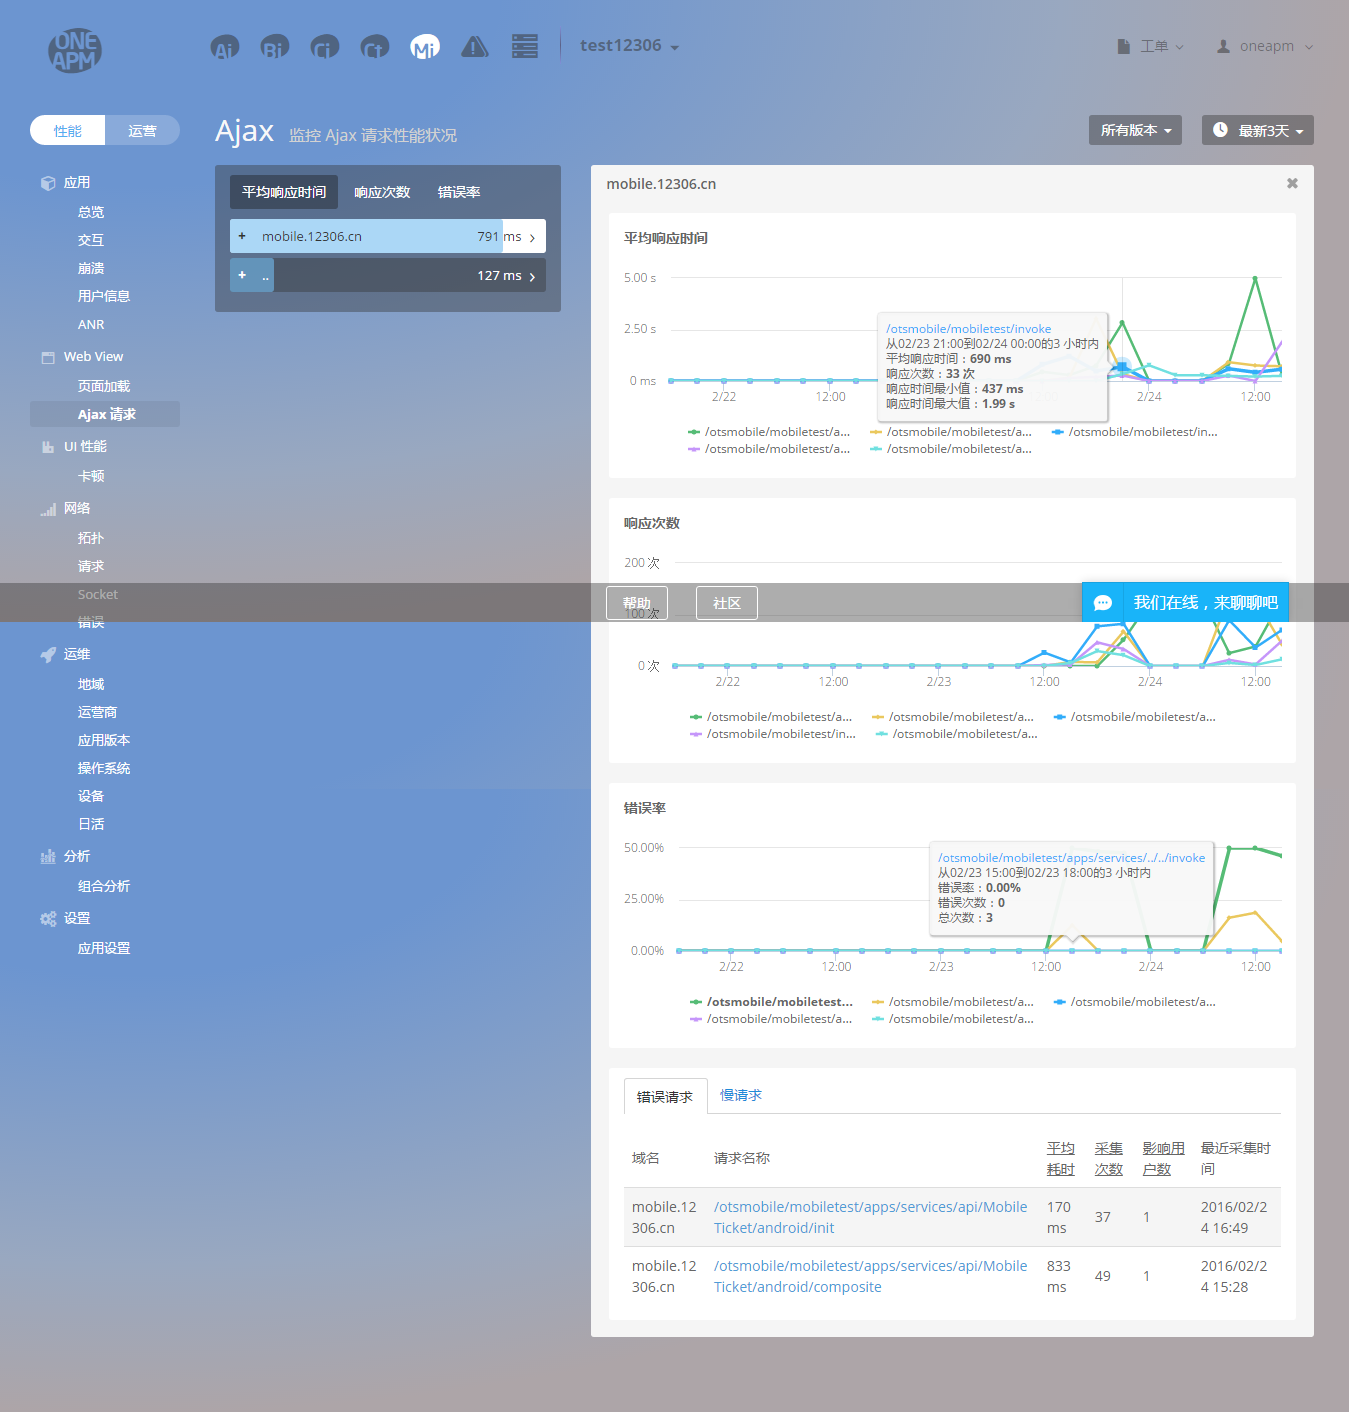 ONE
APM
Ai
Bi
Ci
Ct
Mi
test12306
工单
oneapm
性能
运营
Ajax 监控 Ajax 请求性能状况
所有版本
最新3天
应用
总览
交互
崩溃
用户信息
ANR
Web View
页面加载
Ajax 请求
UI 性能
卡顿
网络
拓扑
请求
Socket
错误
运维
地域
运营商
应用版本
操作系统
设备
日活
分析
组合分析
设置
应用设置
平均响应时间 响应次数 错误率
+ mobile.12306.cn 791 ms
+ .. 127 ms
mobile.12306.cn
平均响应时间
5.00 s
2.50 s
0 ms
2/22 12:00 12:00 2/24 12:00
/otsmobile/mobiletest/invoke
从02/23 21:00到02/24 00:00的3 小时内
平均响应时间：690 ms
响应次数：33 次
响应时间最小值：437 ms
响应时间最大值：1.99 s
/otsmobile/mobiletest/a... /otsmobile/mobiletest/a... /otsmobile/mobiletest/in...
/otsmobile/mobiletest/a... /otsmobile/mobiletest/a...
响应次数
200 次
100 次
0 次
帮助
社区
我们在线，来聊聊吧
2/22 12:00 2/23 12:00 2/24 12:00
/otsmobile/mobiletest/a... /otsmobile/mobiletest/a... /otsmobile/mobiletest/a...
/otsmobile/mobiletest/in... /otsmobile/mobiletest/a...
错误率
50.00%
25.00%
0.00%
/otsmobile/mobiletest/apps/services/../../invoke
从02/23 15:00到02/23 18:00的3 小时内
错误率：0.00%
错误次数：0
总次数：3
2/22 12:00 2/23 12:00 2/24 12:00
/otsmobile/mobiletest... /otsmobile/mobiletest/a... /otsmobile/mobiletest/a...
/otsmobile/mobiletest/a... /otsmobile/mobiletest/a...
错误请求 慢请求
域名 请求名称 平均耗时 采集次数 影响用户数 最近采集时间
mobile.12306.cn /otsmobile/mobiletest/apps/services/api/MobileTicket/android/init 170 ms 37 1 2016/02/24 16:49
mobile.12306.cn /otsmobile/mobiletest/apps/services/api/MobileTicket/android/composite 833 ms 49 1 2016/02/24 15:28